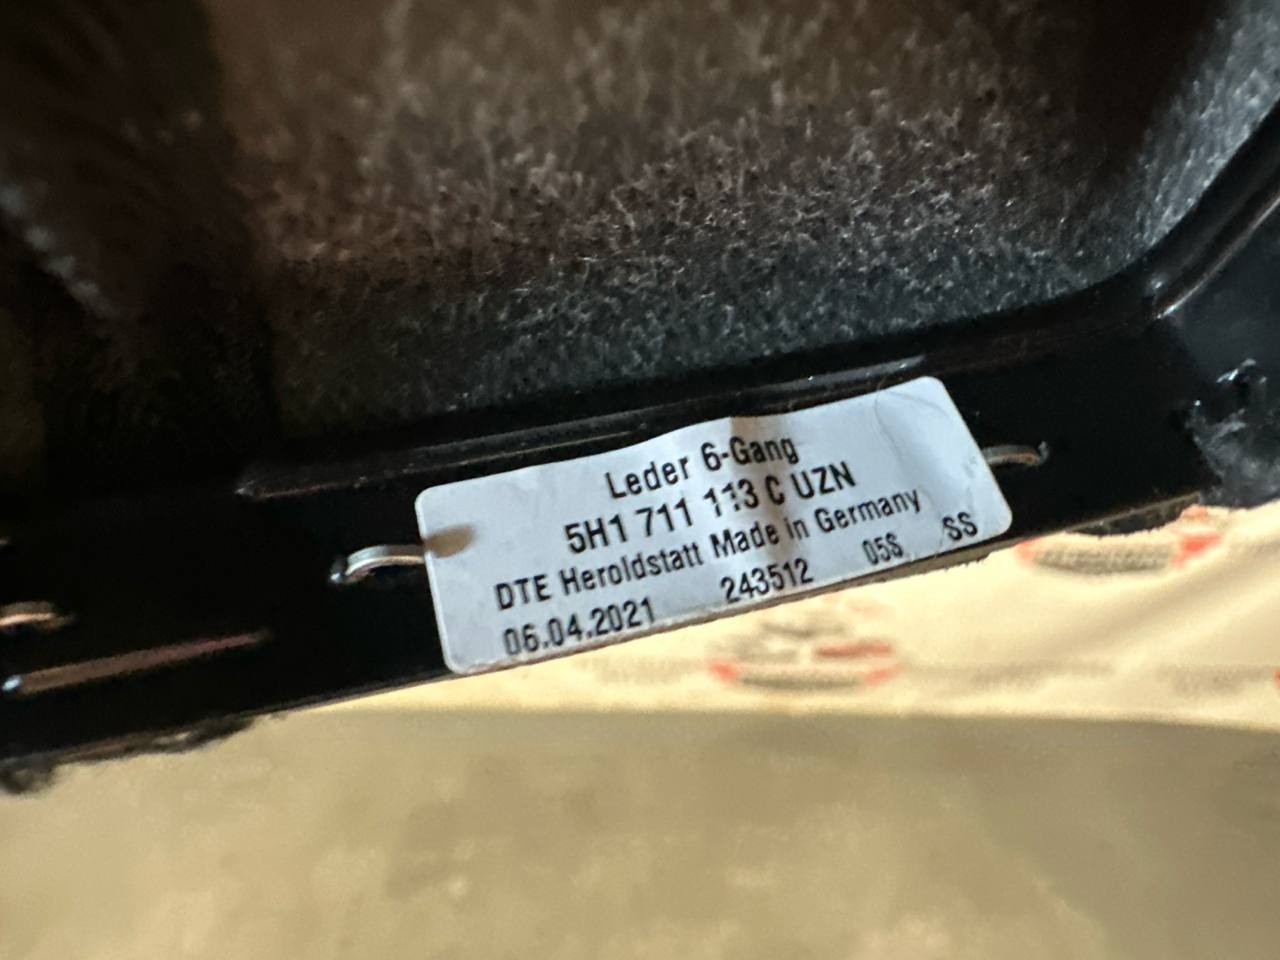 Leder 6-Gang
5H1 711 113 C UZN
DTE Heroldstatt Made in Germany
06.04.2021 243512 05S SS